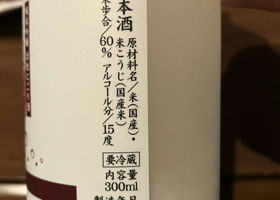 本酒
原材料名/米(国産)・
米こうじ(国産米)
米歩合/60% アルコール分/15度
要冷蔵
内容量
300ml
製造年月